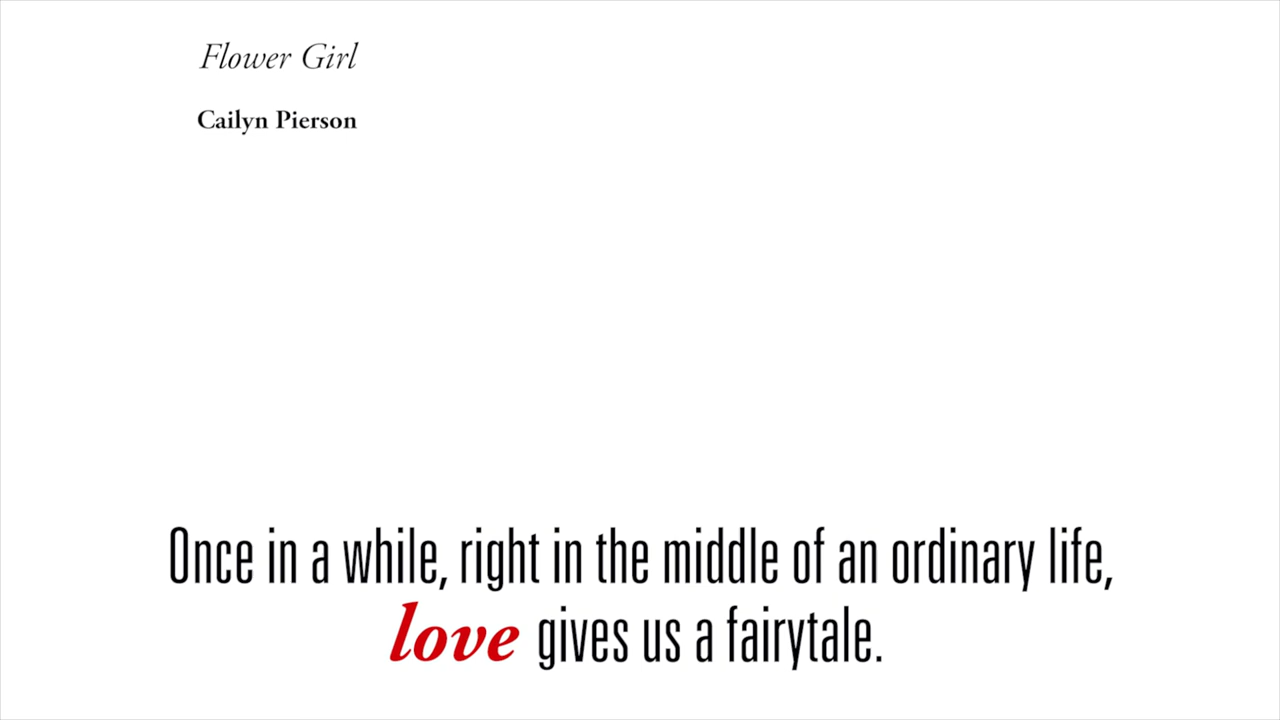 Flower Girl
Cailyn Pierson
Once in a while, right in the middle of an ordinary life,
love gives us a fairytale.